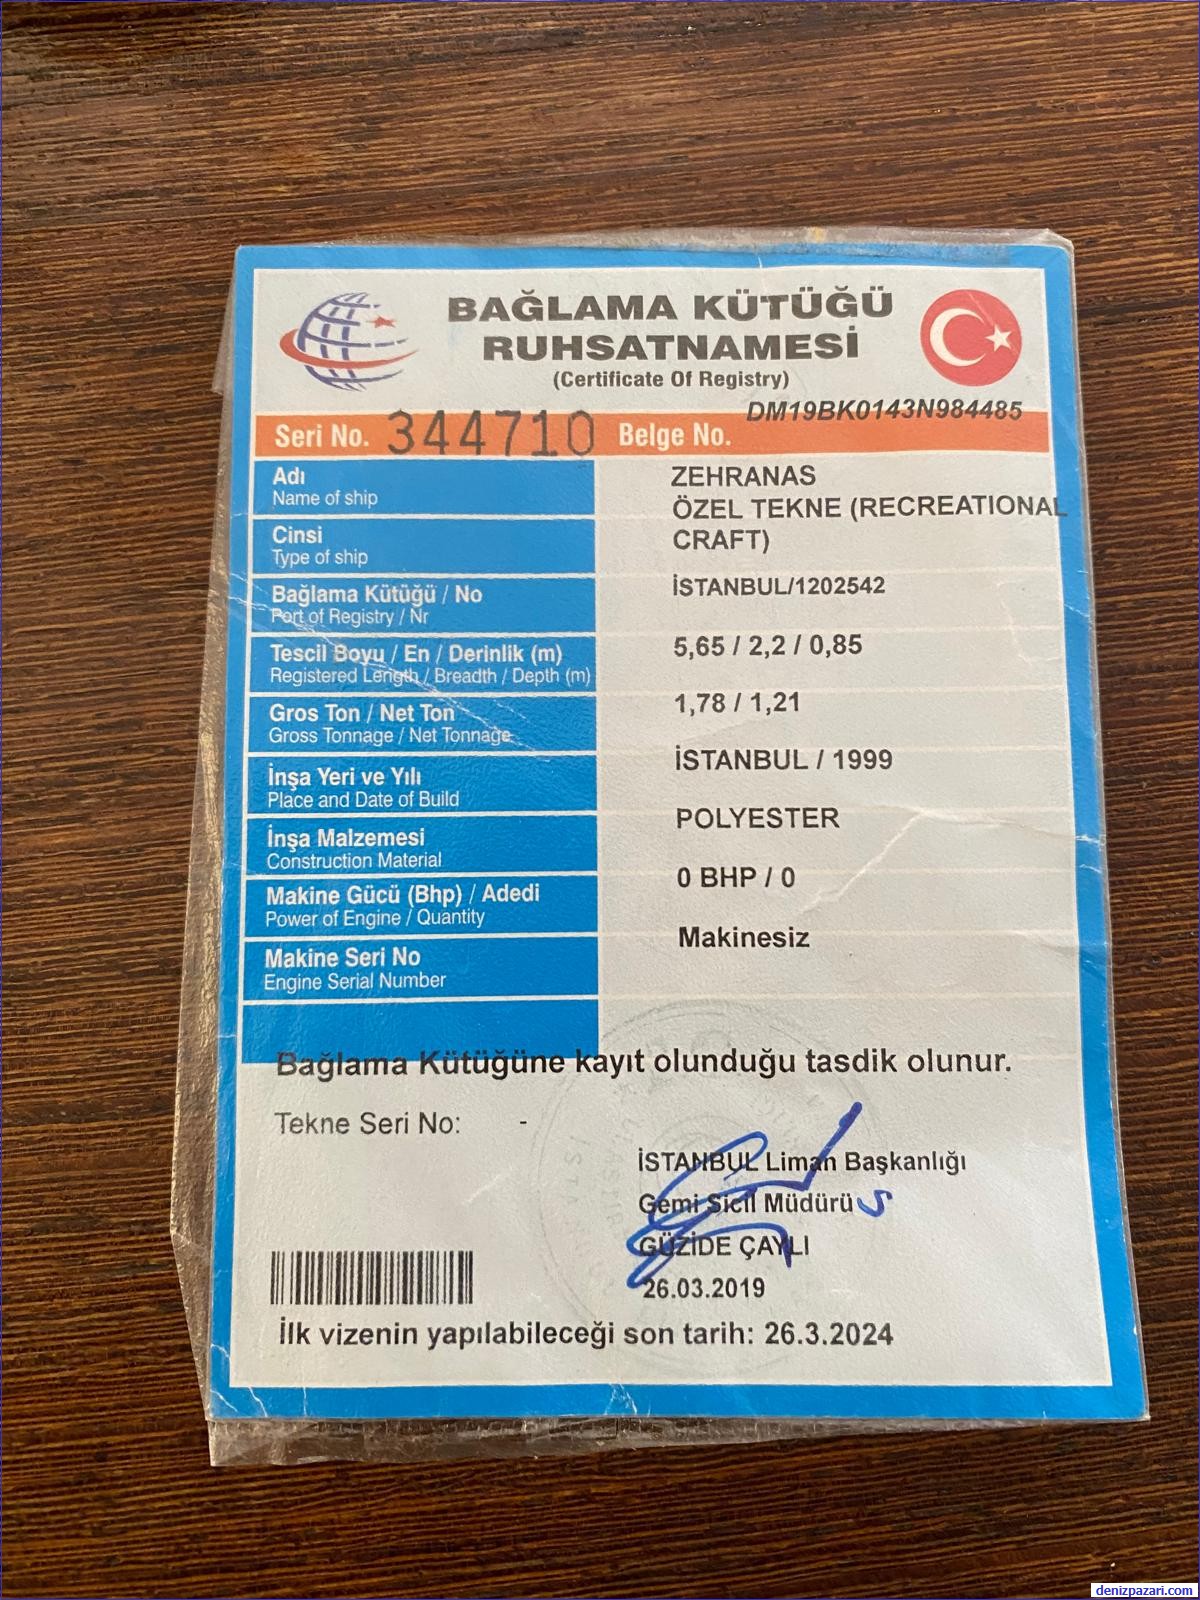 BAĞLAMA KÜTÜĞÜ
RUHSATNAMESİ
(Certificate Of Registry)
DM19BK0143N984485
Seri No. 344710 Belge No.
Adı
Name of ship
ZEHRANAS
Cinsi
Type of ship
ÖZEL TEKNE (RECREATIONAL
CRAFT)
Bağlama Kütüğü / No
Port of Registry / Nr
İSTANBUL/1202542
Tescil Boyu / En / Derinlik (m)
Registered Length / Breadth / Depth (m)
5,65 / 2,2 / 0,85
Gros Ton / Net Ton
Gross Tonnage / Net Tonnage
1,78 / 1,21
İnşa Yeri ve Yılı
Place and Date of Build
İSTANBUL / 1999
İnşa Malzemesi
Construction Material
POLYESTER
Makine Gücü (Bhp) / Adedi
Power of Engine / Quantity
0 BHP / 0
Makine Seri No
Engine Serial Number
Makinesiz
Bağlama Kütüğüne kayıt olunduğu tasdik olunur.
Tekne Seri No: -
İSTANBUL Liman Başkanlığı
Gemi Sicil Müdürü
GÜZİDE ÇAYLI
26.03.2019
İlk vizenin yapılabileceği son tarih: 26.3.2024
denizpazari.com